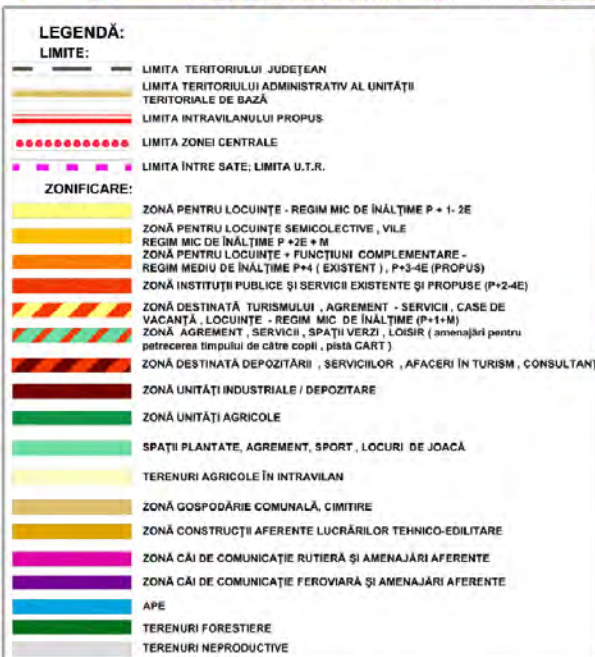 LEGENDĂ:
LIMITE:
LIMITA TERITORIULUI JUDEȚEAN
LIMITA TERITORIULUI ADMINISTRATIV AL UNITĂȚII
TERITORIALE DE BAZĂ
LIMITA INTRAVILANULUI PROPUS
LIMITA ZONEI CENTRALE
LIMITA ÎNTRE SATE; LIMITA U.T.R.
ZONIFICARE:
ZONĂ PENTRU LOCUINȚE - REGIM MIC DE ÎNĂLȚIME P + 1- 2E
ZONĂ PENTRU LOCUINȚE SEMICOLECTIVE , VILE
REGIM MIC DE ÎNĂLȚIME P +2E + M
ZONĂ PENTRU LOCUINȚE + FUNCȚIUNI COMPLEMENTARE -
REGIM MEDIU DE ÎNĂLȚIME P+4 ( EXISTENT ) , P+3-4E (PROPUS)
ZONĂ INSTITUȚII PUBLICE ȘI SERVICII EXISTENTE ȘI PROPUSE (P+2-4E)
ZONĂ DESTINATĂ TURISMULUI , AGREMENT - SERVICII , CASE DE
VACANȚĂ , LOCUINȚE - REGIM MIC DE ÎNĂLȚIME (P+1+M)
ZONĂ AGREMENT , SERVICII , SPAȚII VERZI , LOISIR ( amenajări pentru
petrecerea timpului de către copii , pistă CART )
ZONĂ DESTINATĂ DEPOZITĂRII , SERVICIILOR , AFACERI ÎN TURISM , CONSULTANȚ
ZONĂ UNITĂȚI INDUSTRIALE / DEPOZITARE
ZONĂ UNITĂȚI AGRICOLE
SPAȚII PLANTATE, AGREMENT, SPORT , LOCURI DE JOACĂ
TERENURI AGRICOLE ÎN INTRAVILAN
ZONĂ GOSPODĂRIE COMUNALĂ, CIMITIRE
ZONĂ CONSTRUCȚII AFERENTE LUCRĂRILOR TEHNICO-EDILITARE
ZONĂ CĂI DE COMUNICAȚIE RUTIERĂ ȘI AMENAJĂRI AFERENTE
ZONĂ CĂI DE COMUNICAȚIE FEROVIARĂ ȘI AMENAJĂRI AFERENTE
APE
TERENURI FORESTIERE
TERENURI NEPRODUCTIVE